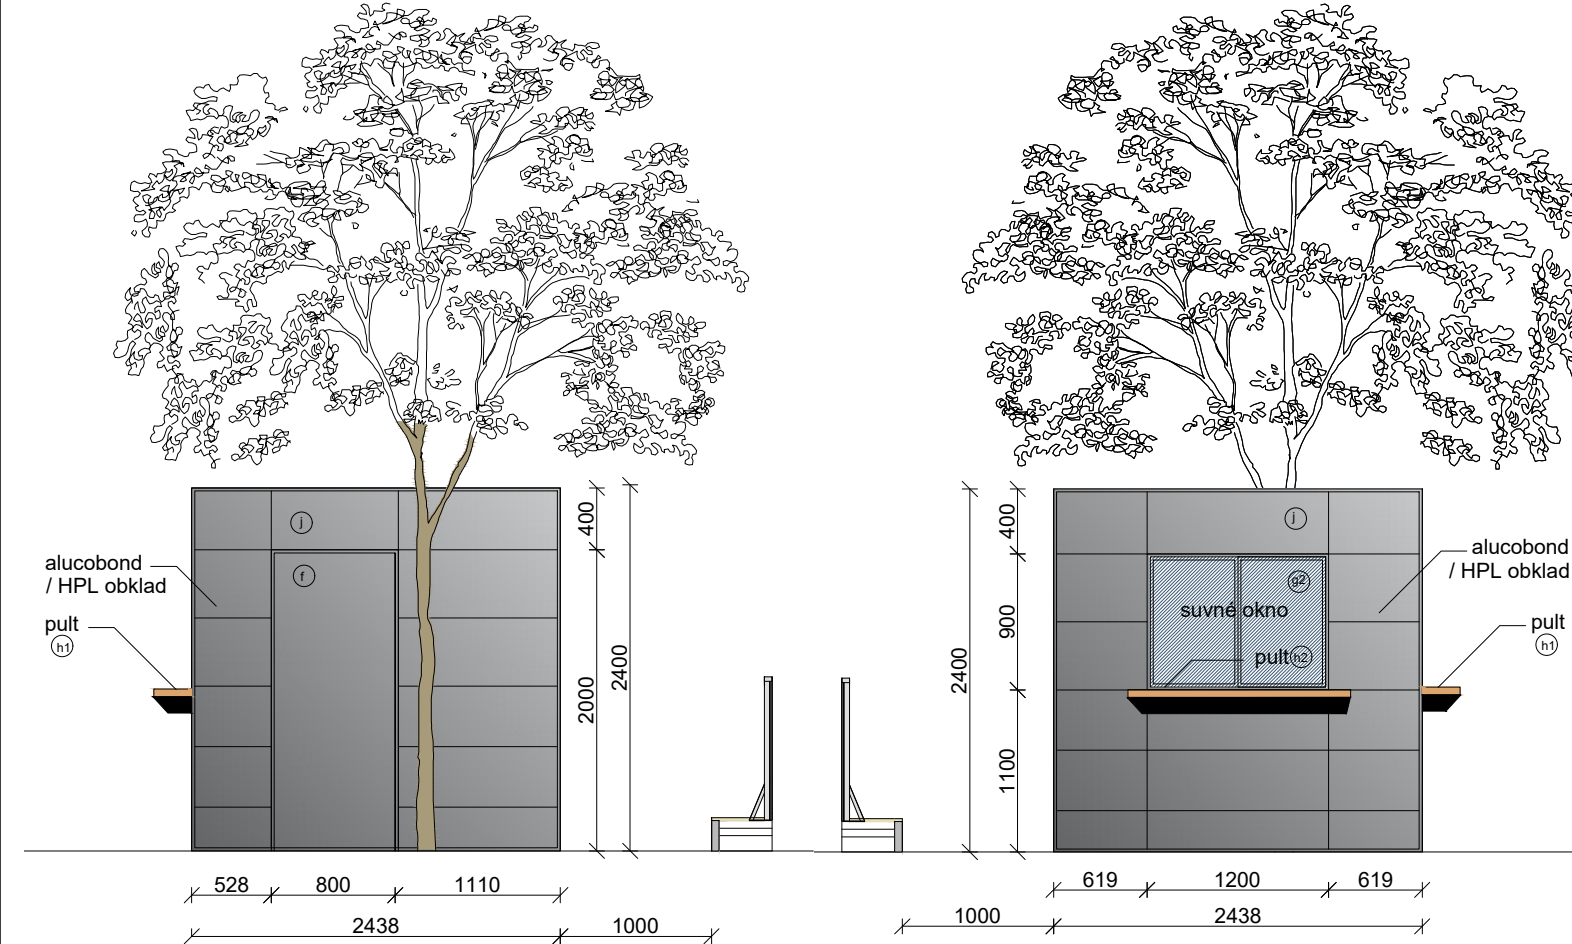 j
f
alucobond
/ HPL obklad
pult
h1
400
2000
2400
528
800
1110
2438
1000
j
g2
suvné okno
pult h2
alucobond
/ HPL obklad
pult
h1
400
900
1100
2400
619
1200
619
1000
2438